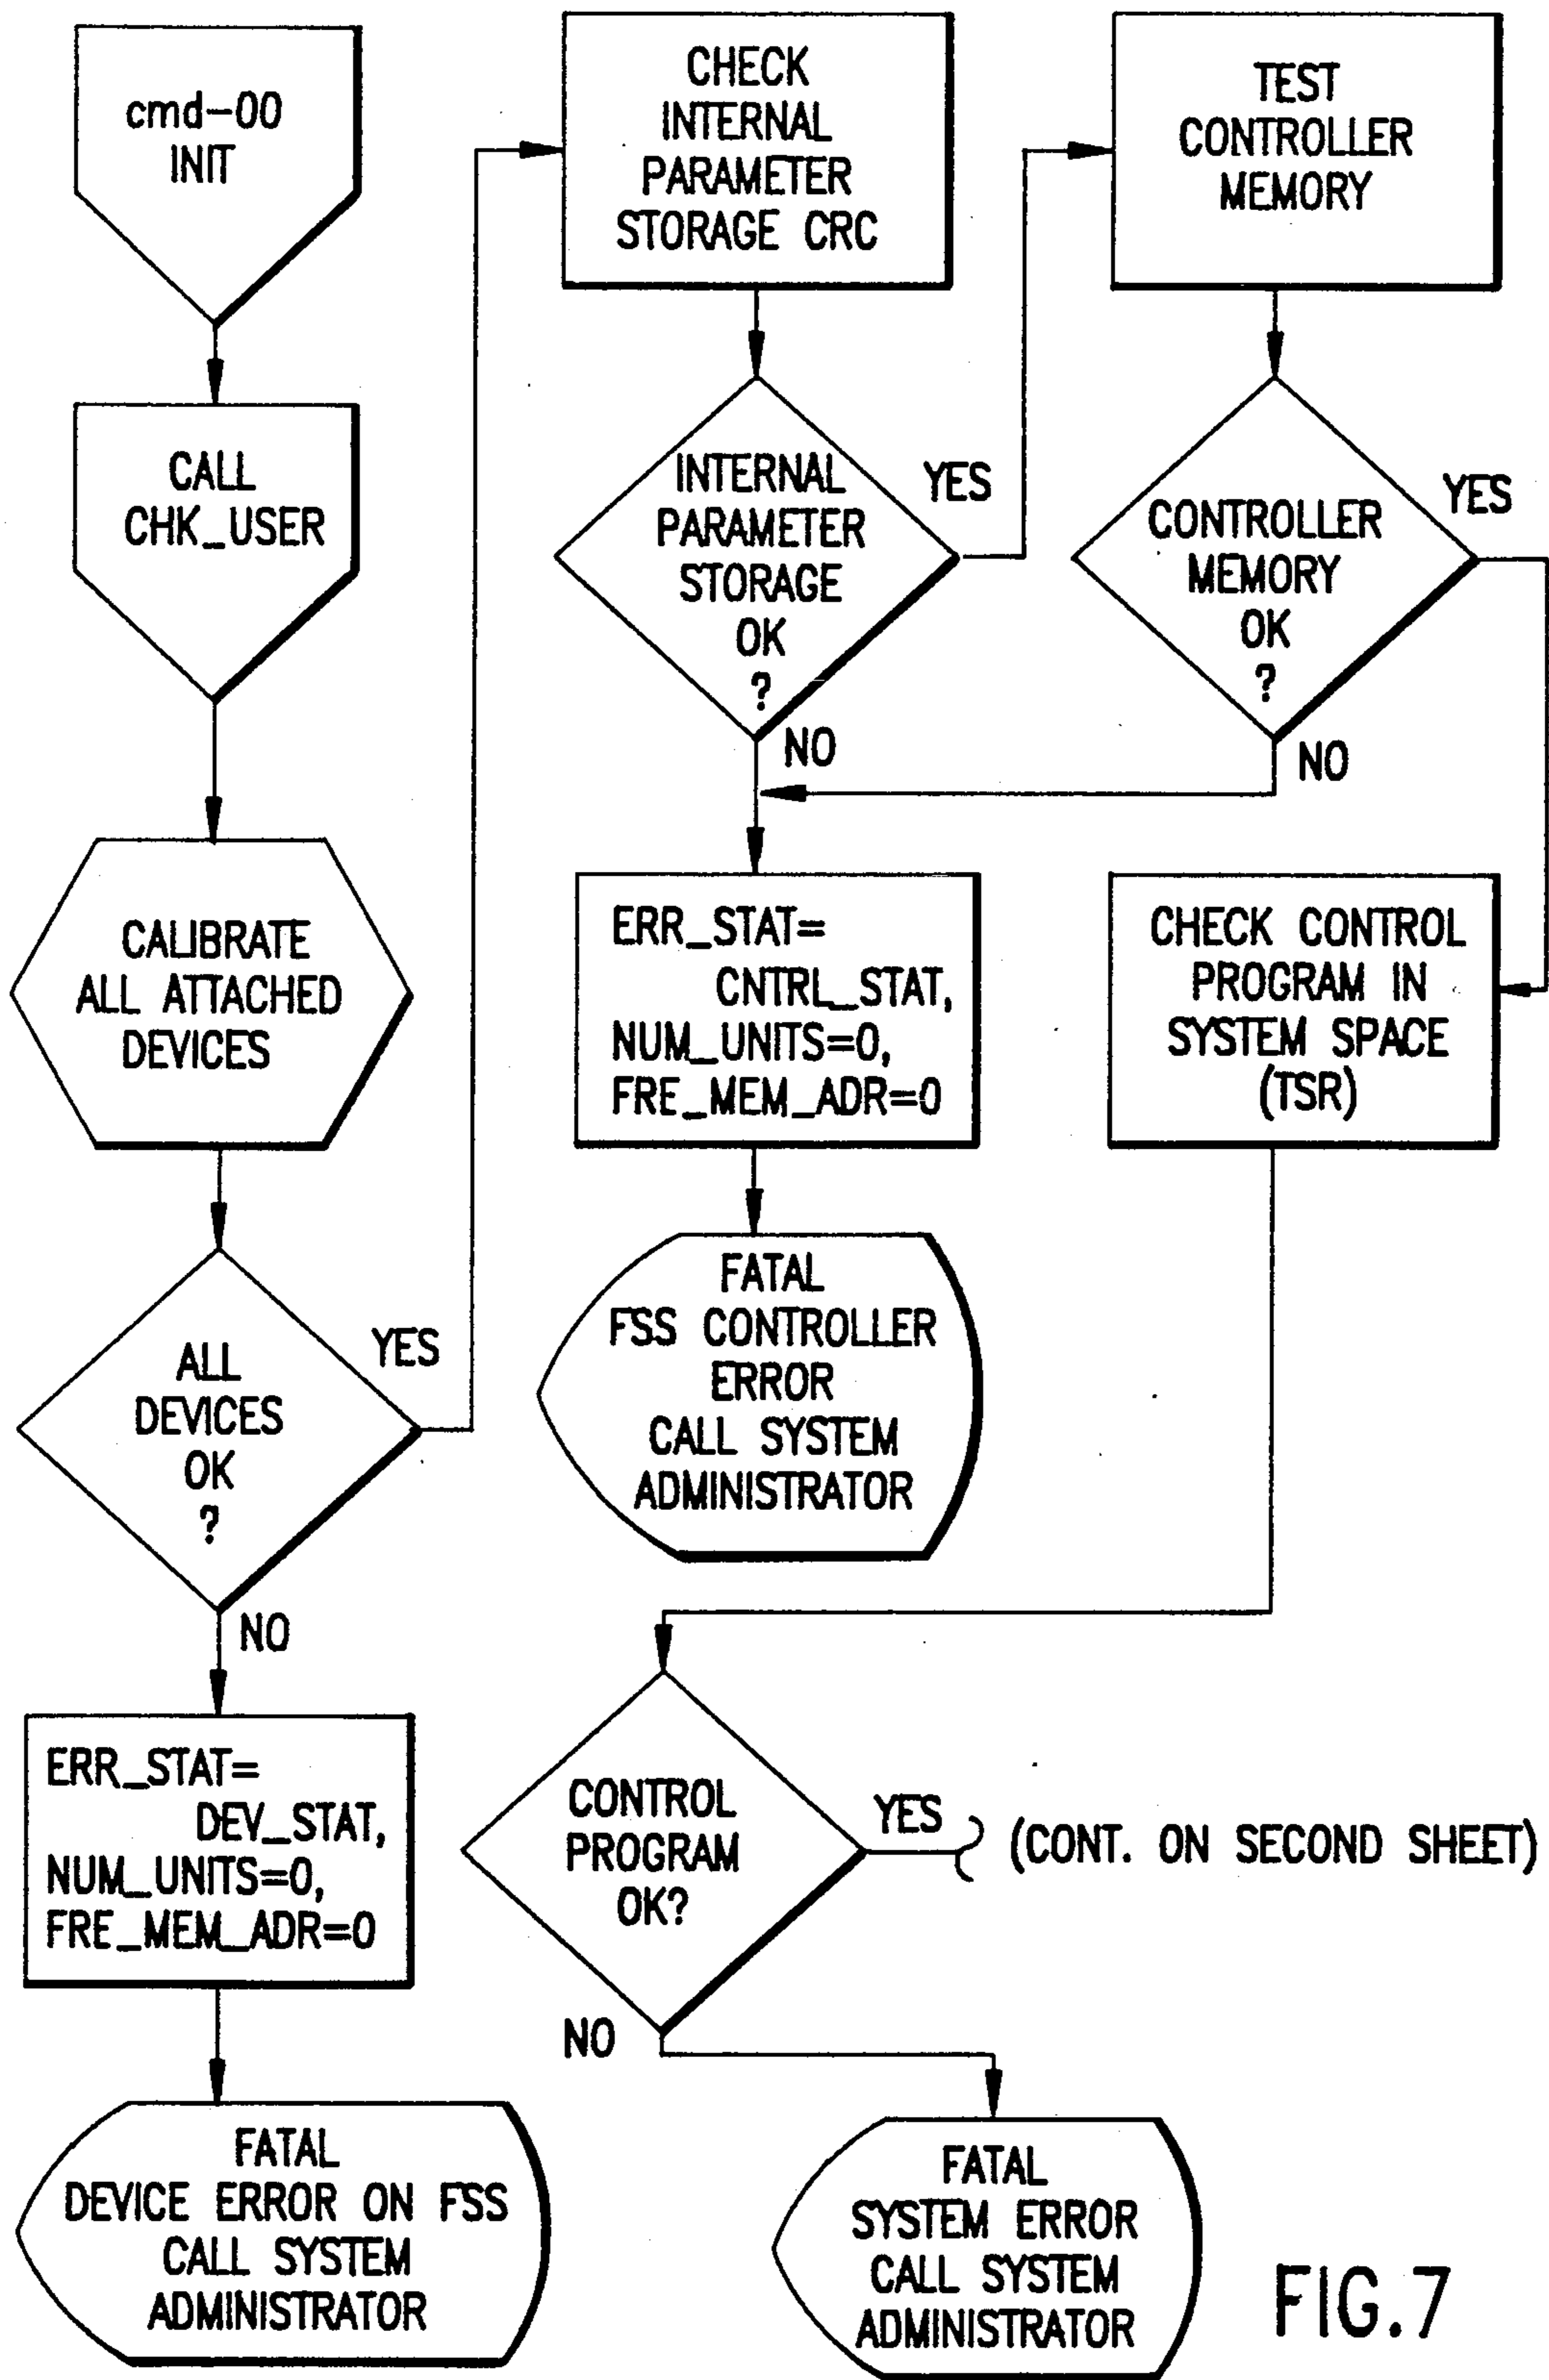 cmd-00
INIT
CALL
CHK_USER
CALIBRATE
ALL ATTACHED
DEVICES
ALL
DEVICES
OK
?
YES
NO
ERR_STAT=
DEV_STAT,
NUM_UNITS=0,
FRE_MEM_ADR=0
FATAL
DEVICE ERROR ON FSS
CALL SYSTEM
ADMINISTRATOR
CHECK
INTERNAL
PARAMETER
STORAGE CRC
INTERNAL
PARAMETER
STORAGE
OK
?
YES
NO
ERR_STAT=
CNTRL_STAT,
NUM_UNITS=0,
FRE_MEM_ADR=0
FATAL
FSS CONTROLLER
ERROR
CALL SYSTEM
ADMINISTRATOR
TEST
CONTROLLER
MEMORY
CONTROLLER
MEMORY
OK
?
YES
NO
CHECK CONTROL
PROGRAM IN
SYSTEM SPACE
(TSR)
CONTROL
PROGRAM
OK?
YES
(CONT. ON SECOND SHEET)
NO
FATAL
SYSTEM ERROR
CALL SYSTEM
ADMINISTRATOR
FIG.7